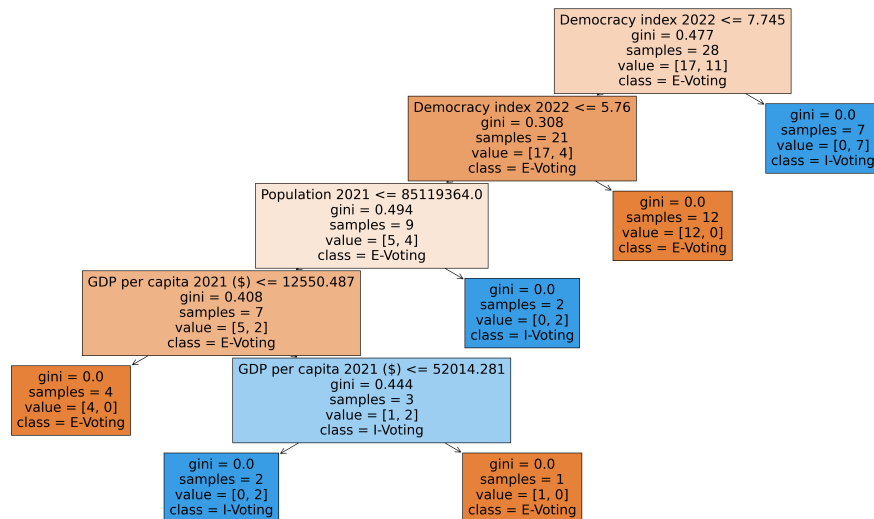 Democracy index 2022 <= 7.745
gini = 0.477
samples = 28
value = [17, 11]
class = E-Voting
Democracy index 2022 <= 5.76
gini = 0.308
samples = 21
value = [17, 4]
class = E-Voting
gini = 0.0
samples = 7
value = [0, 7]
class = I-Voting
Population 2021 <= 85119364.0
gini = 0.494
samples = 9
value = [5, 4]
class = E-Voting
gini = 0.0
samples = 12
value = [12, 0]
class = E-Voting
GDP per capita 2021 ($) <= 12550.487
gini = 0.408
samples = 7
value = [5, 2]
class = E-Voting
gini = 0.0
samples = 2
value = [0, 2]
class = I-Voting
gini = 0.0
samples = 4
value = [4, 0]
class = E-Voting
GDP per capita 2021 ($) <= 52014.281
gini = 0.444
samples = 3
value = [1, 2]
class = I-Voting
gini = 0.0
samples = 2
value = [0, 2]
class = I-Voting
gini = 0.0
samples = 1
value = [1, 0]
class = E-Voting